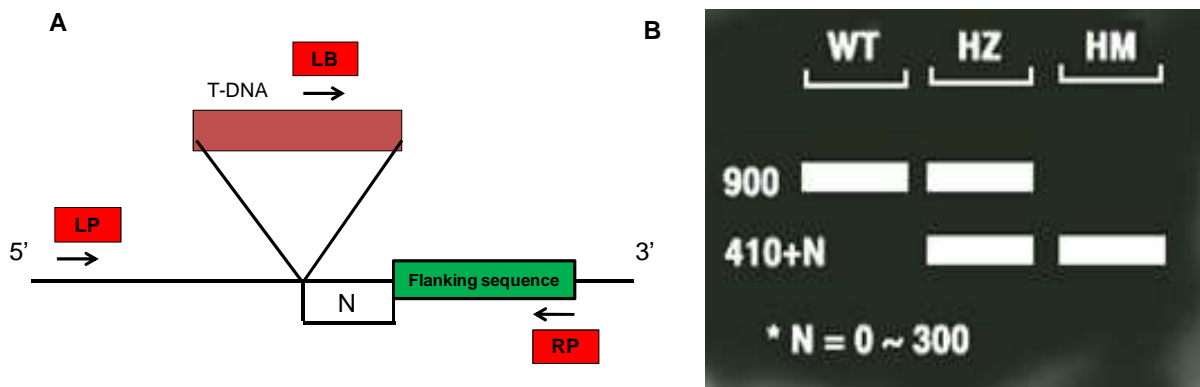 A
LB
T-DNA
LP
5’
3’
Flanking sequence
N
RP
B
WT HZ HM
900
410+N
* N = 0 ~ 300